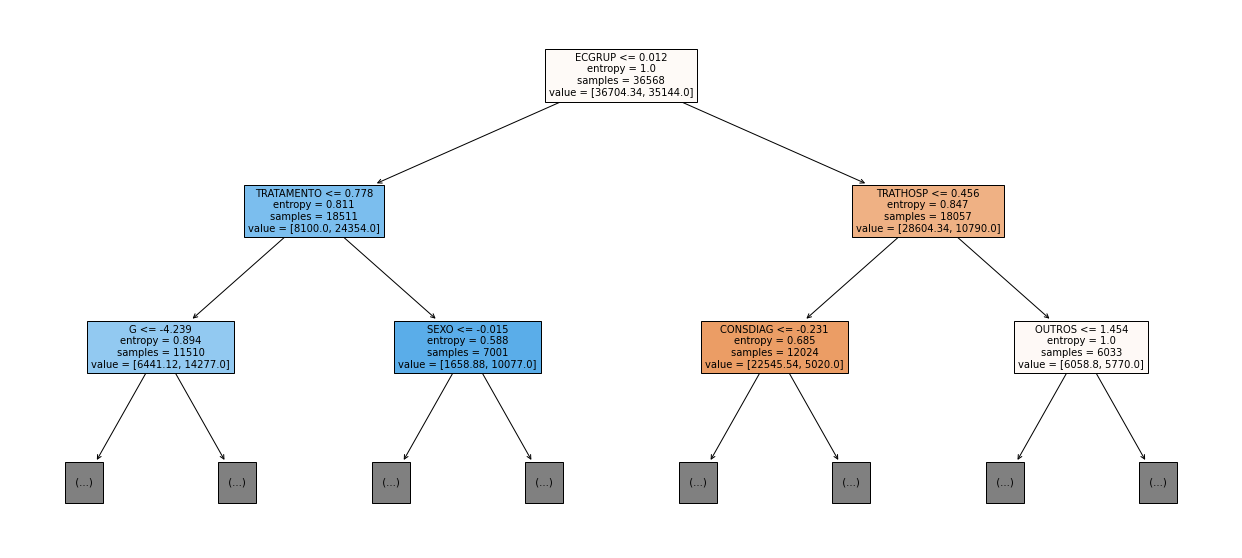 ECGRUP <= 0.012
entropy = 1.0
samples = 36568
value = [36704.34, 35144.0]
TRATAMENTO <= 0.778
entropy = 0.811
samples = 18511
value = [8100.0, 24354.0]
TRATHOSP <= 0.456
entropy = 0.847
samples = 18057
value = [28604.34, 10790.0]
G <= -4.239
entropy = 0.894
samples = 11510
value = [6441.12, 14277.0]
SEXO <= -0.015
entropy = 0.588
samples = 7001
value = [1658.88, 10077.0]
CONSDIAG <= -0.231
entropy = 0.685
samples = 12024
value = [22545.54, 5020.0]
OUTROS <= 1.454
entropy = 1.0
samples = 6033
value = [6058.8, 5770.0]
(...)
(...)
(...)
(...)
(...)
(...)
(...)
(...)